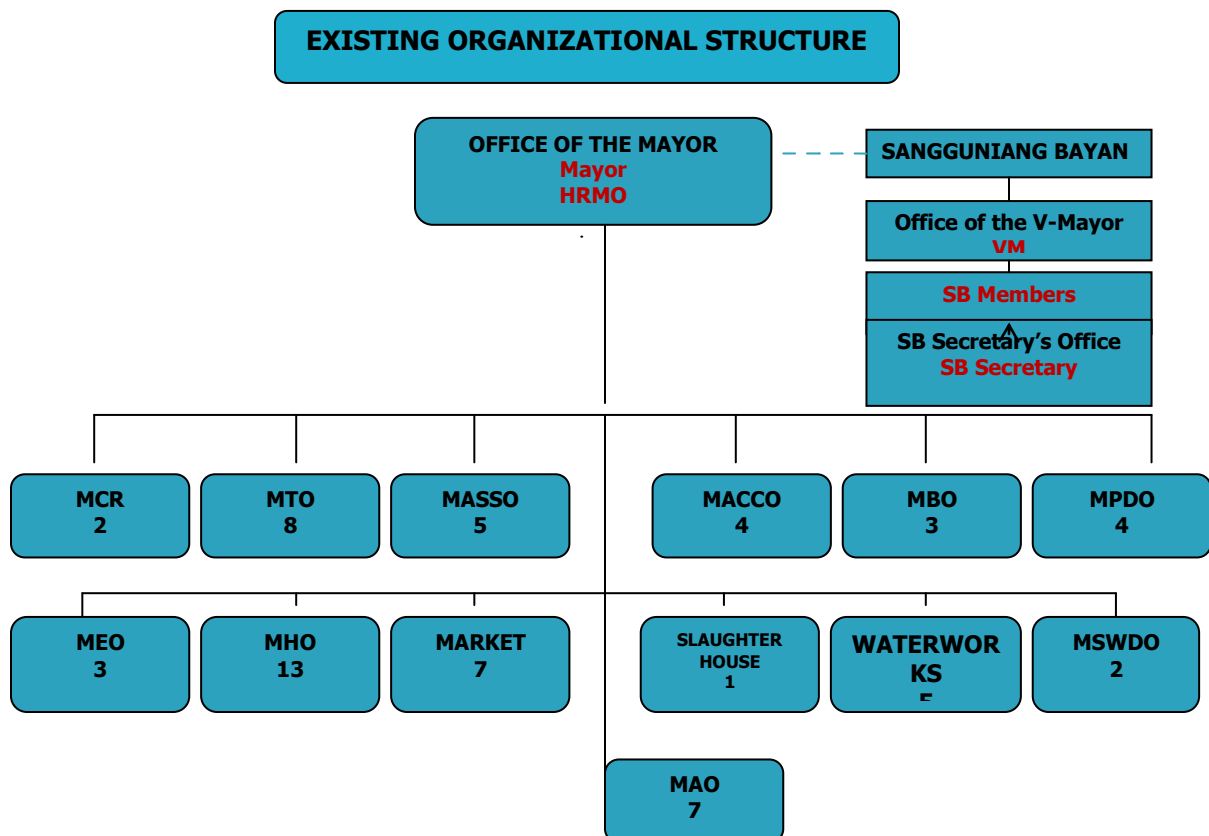 EXISTING ORGANIZATIONAL STRUCTURE
OFFICE OF THE MAYOR
Mayor
HRMO
SANGGUNIANG BAYAN
Office of the V-Mayor
VM
SB Members
SB Secretary's Office
SB Secretary
MCR
2
MTO
8
MASSO
5
MACCO
4
MBO
3
MPDO
4
MEO
3
MHO
13
MARKET
7
SLAUGHTER
HOUSE
1
WATERWOR
KS
MSWDO
2
MAO
7